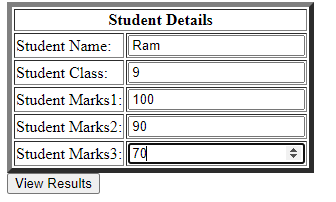 Student Details
Student Name: Ram
Student Class: 9
Student Marks1: 100
Student Marks2: 90
Student Marks3: 70
View Results